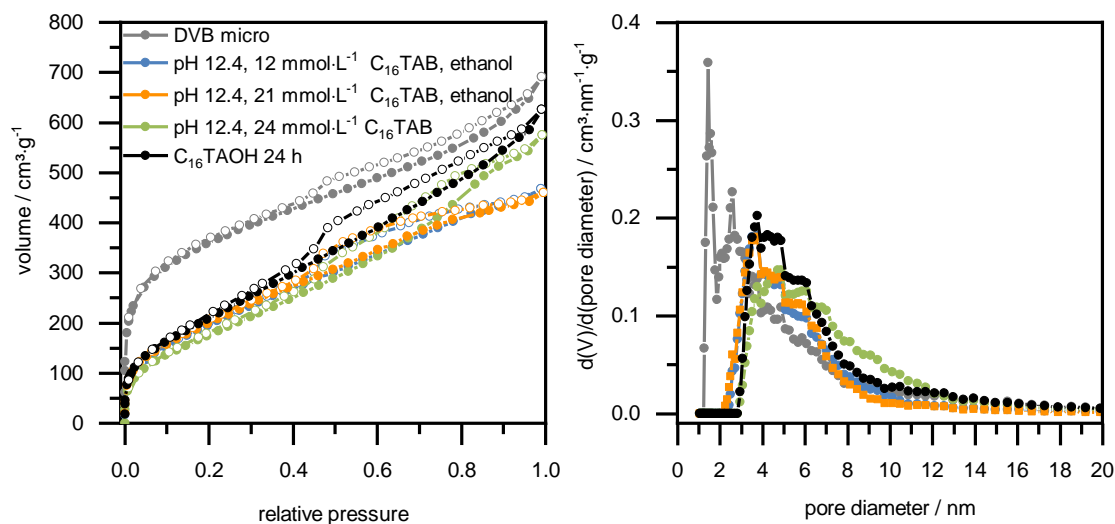 800
700
600
500
400
300
200
100
0
volume / cm³·g⁻¹
DVB micro
pH 12.4, 12 mmol·L⁻¹ C₁₆TAB, ethanol
pH 12.4, 21 mmol·L⁻¹ C₁₆TAB, ethanol
pH 12.4, 24 mmol·L⁻¹ C₁₆TAB
C₁₆TAOH 24 h
0.0 0.2 0.4 0.6 0.8 1.0
relative pressure
0.4
0.3
0.2
0.1
0.0
d(V)/d(pore diameter) / cm³·nm⁻¹·g⁻¹
0 2 4 6 8 10 12 14 16 18 20
pore diameter / nm